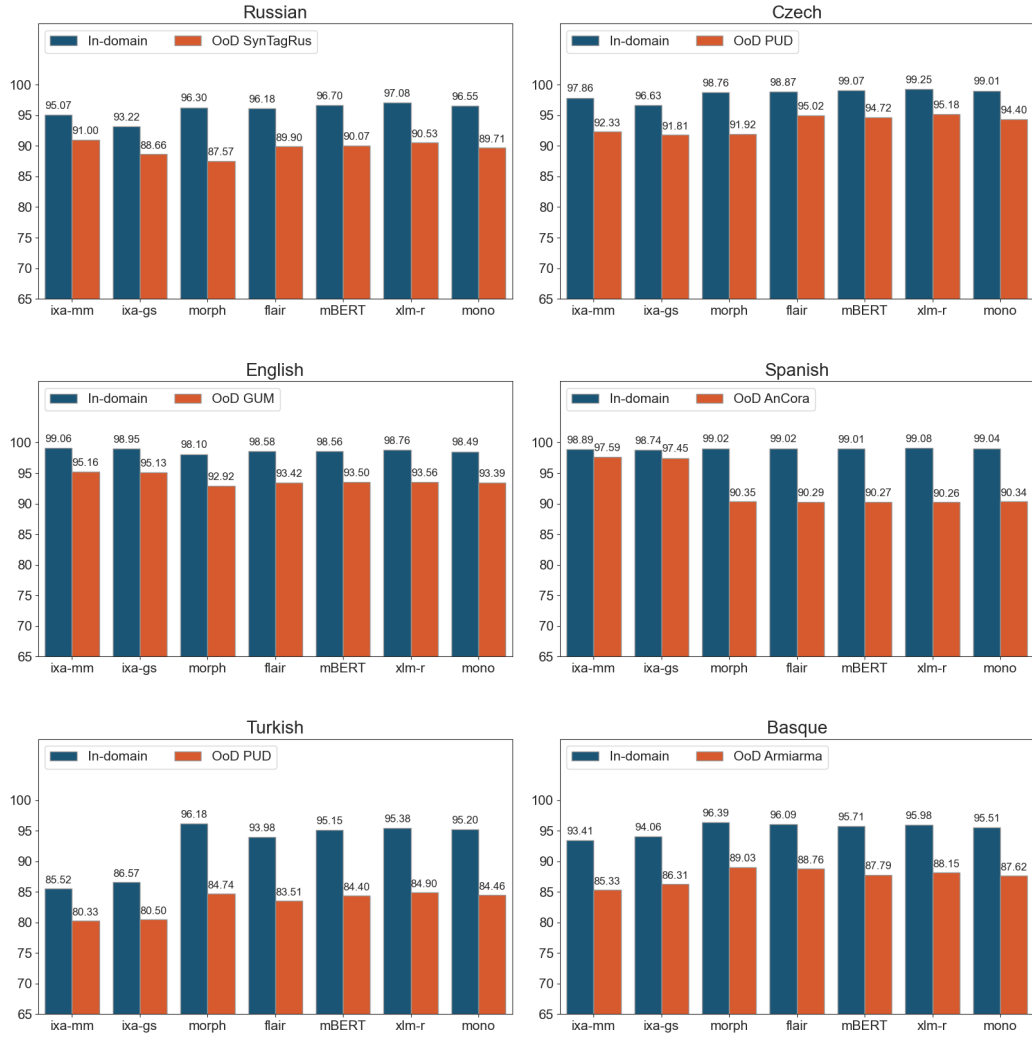 Russian
In-domain OoD SynTagRus
100
95
90
85
80
75
70
65
95.07 91.00 93.22 88.66 96.30 87.57 96.18 89.90 96.70 90.07 97.08 90.53 96.55 89.71
ixa-mm ixa-gs morph flair mBERT xlm-r mono
Czech
In-domain OoD PUD
100
95
90
85
80
75
70
65
97.86 92.33 96.63 91.81 98.76 91.92 98.87 95.02 99.07 94.72 99.25 95.18 99.01 94.40
ixa-mm ixa-gs morph flair mBERT xlm-r mono
English
In-domain OoD GUM
100
95
90
85
80
75
70
65
99.06 95.16 98.95 95.13 98.10 92.92 98.58 93.42 98.56 93.50 98.76 93.56 98.49 93.39
ixa-mm ixa-gs morph flair mBERT xlm-r mono
Spanish
In-domain OoD AnCora
100
95
90
85
80
75
70
65
98.89 97.59 98.74 97.45 99.02 90.35 99.02 90.29 99.01 90.27 99.08 90.26 99.04 90.34
ixa-mm ixa-gs morph flair mBERT xlm-r mono
Turkish
In-domain OoD PUD
100
95
90
85
80
75
70
65
85.52 80.33 86.57 80.50 96.18 84.74 93.98 83.51 95.15 84.40 95.38 84.90 95.20 84.46
ixa-mm ixa-gs morph flair mBERT xlm-r mono
Basque
In-domain OoD Armiarma
100
95
90
85
80
75
70
65
93.41 85.33 94.06 86.31 96.39 89.03 96.09 88.76 95.71 87.79 95.98 88.15 95.51 87.62
ixa-mm ixa-gs morph flair mBERT xlm-r mono